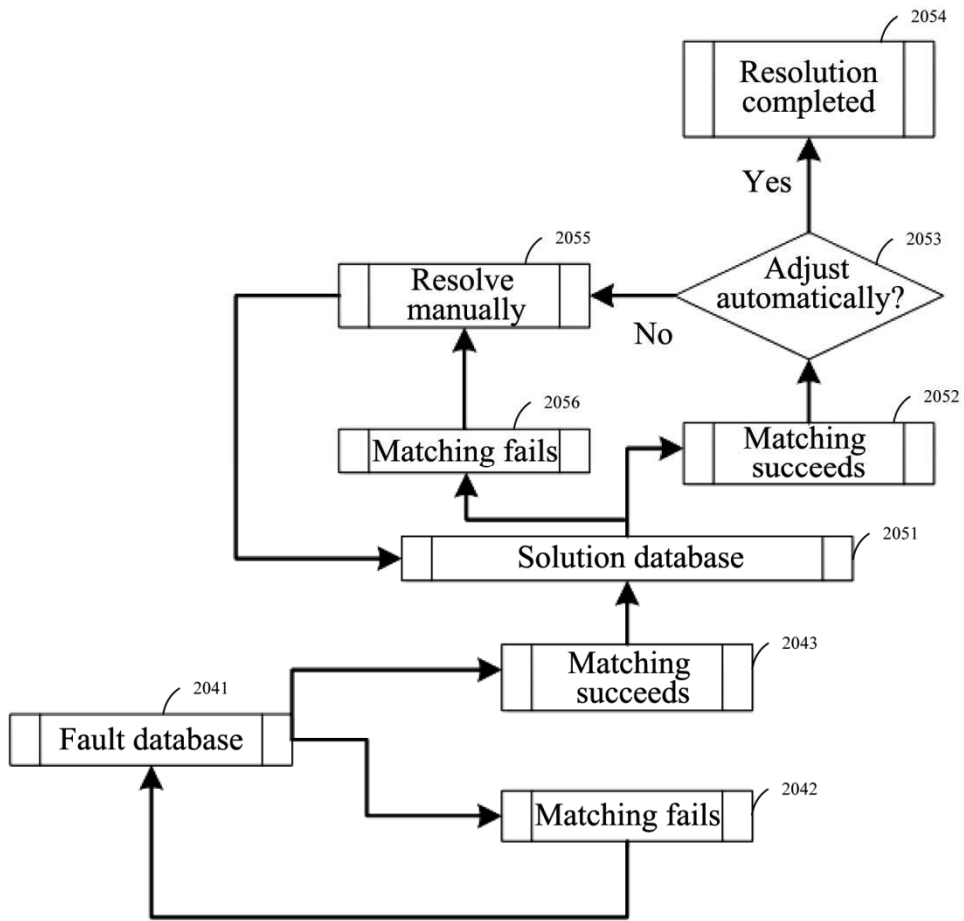 2054
Resolution
completed
Yes
2053
Adjust
automatically?
2055
Resolve
manually
No
2056
Matching fails
2052
Matching
succeeds
2051
Solution database
2043
Matching
succeeds
2041
Fault database
2042
Matching fails